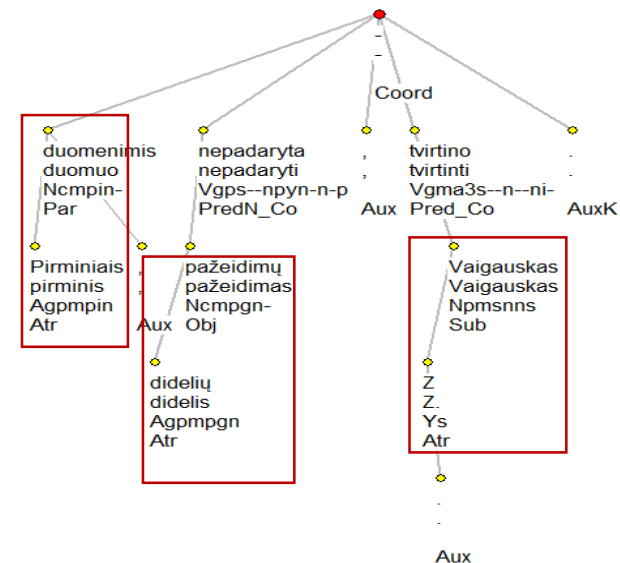 -
-
Coord
duomenimis
duomuo
Ncmpin-
Par
nepadaryta
nepadaryti
Vgps--npyn-n-p
PredN_Co
,
,
Aux
tvirtino
tvirtinti
Vgma3s--n--ni-
Pred_Co
.
.
AuxK
Pirminiais
pirminis
Agpmpin
Atr
,
,
Aux
pažeidimų
pažeidimas
Ncmpgn-
Obj
Vaigauskas
Vaigauskas
Npmsnns
Sub
didelių
didelis
Agpmpgn
Atr
Z
Z.
Ys
Atr
.
.
Aux